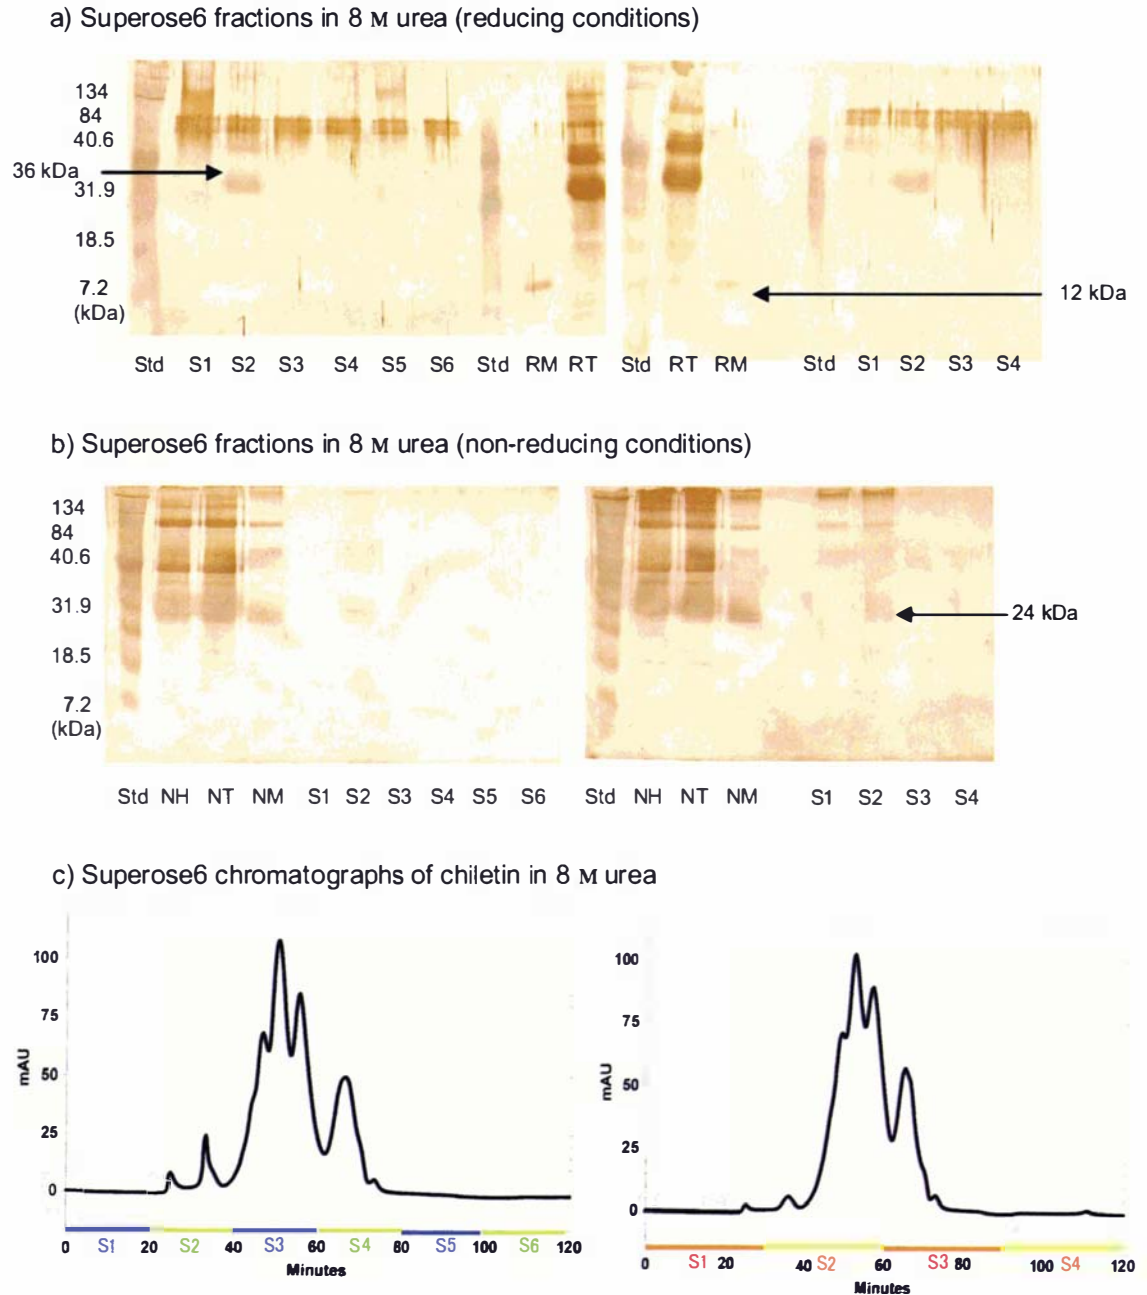 a) Superose6 fractions in 8 M urea (reducing conditions)
134
84
40.6
36 kDa
31.9
18.5
7.2
(kDa)
12 kDa
Std S1 S2 S3 S4 S5 S6 Std RM RT Std RT RM Std S1 S2 S3 S4
b) Superose6 fractions in 8 M urea (non-reducing conditions)
134
84
40.6
31.9
24 kDa
18.5
7.2
(kDa)
Std NH NT NM S1 S2 S3 S4 S5 S6 Std NH NT NM S1 S2 S3 S4
c) Superose6 chromatographs of chiletin in 8 M urea
100
75
50
25
0
mAU
S1 S2 S3 S4 S5 S6
0 20 40 60 80 100 120
Minutes
100
75
50
25
0
mAU
S1 S2 S3 S4
0 20 40 60 80 100 120
Minutes